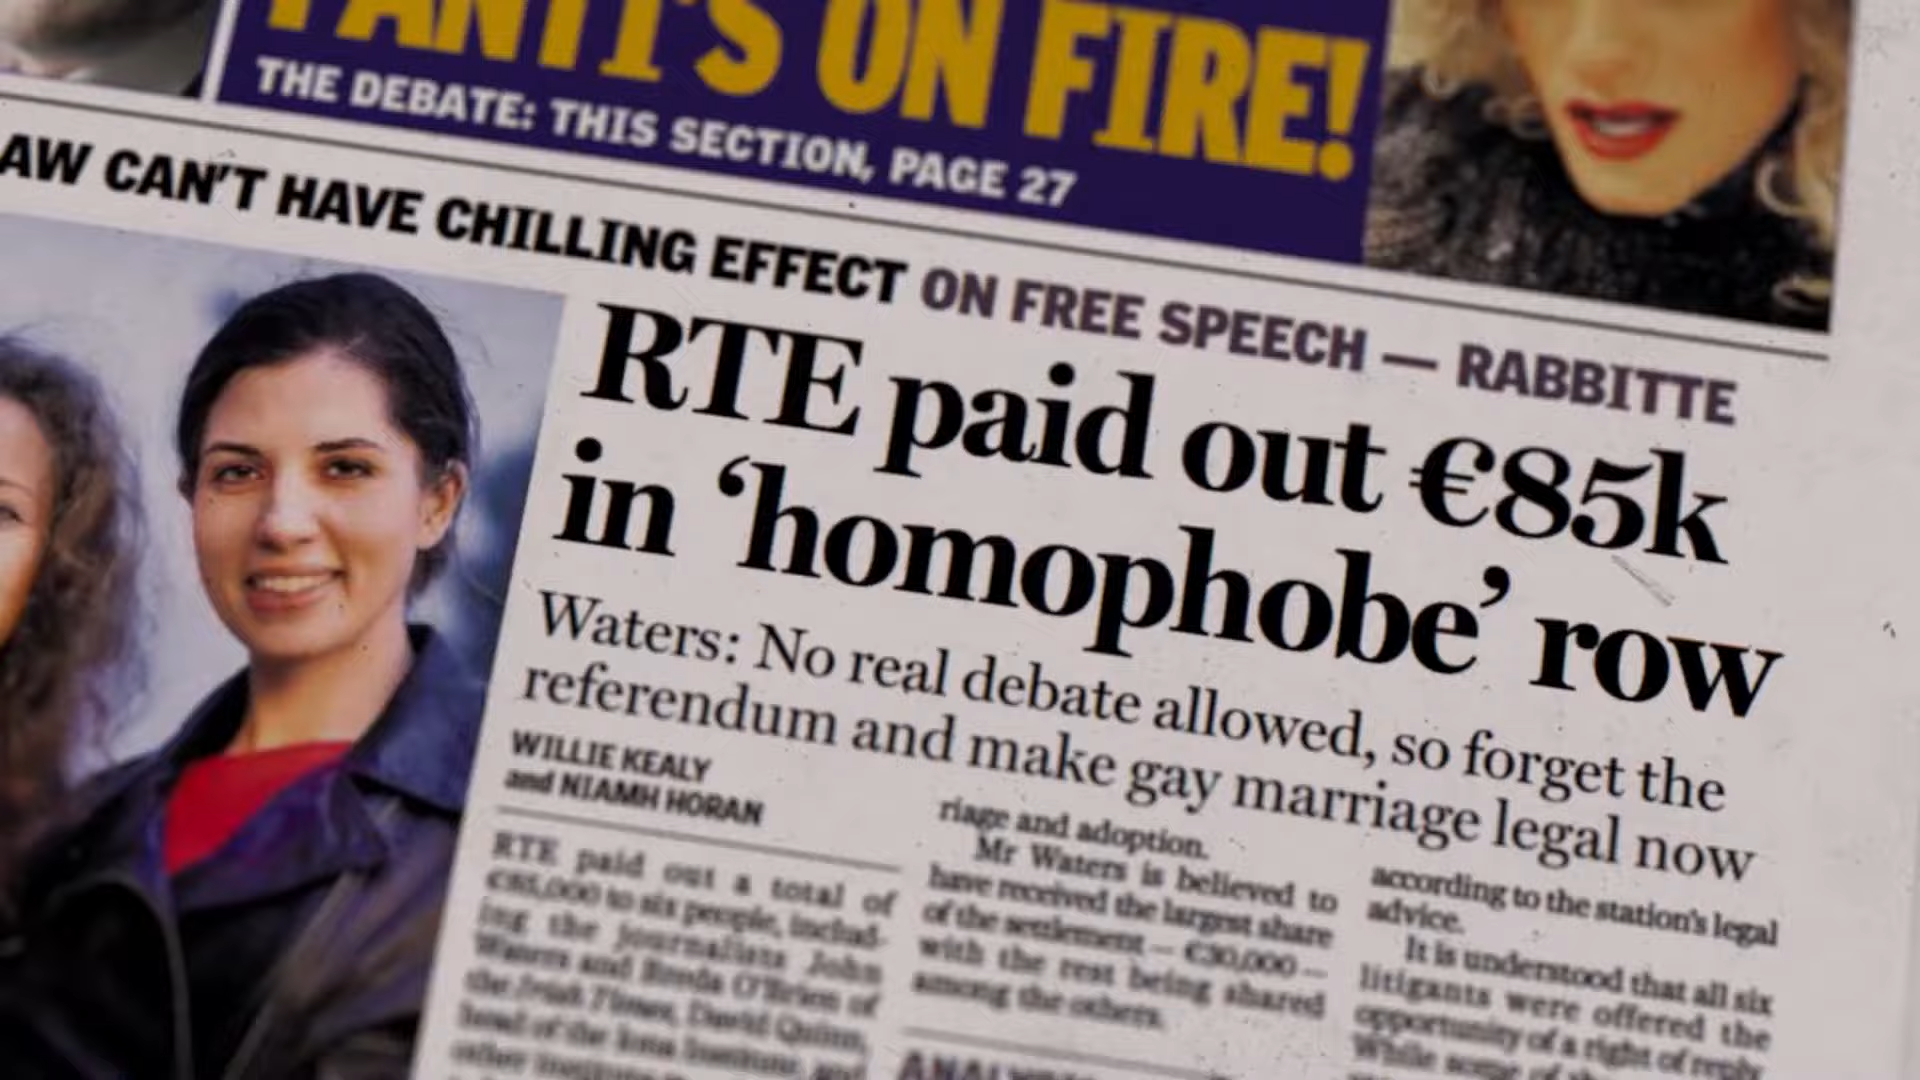 PANTI'S ON FIRE!
THE DEBATE: THIS SECTION, PAGE 27
AW CAN'T HAVE CHILLING EFFECT ON FREE SPEECH — RABBITTE
RTE paid out €85k
in ‘homophobe’ row
Waters: No real debate allowed, so forget the
referendum and make gay marriage legal now
WILLIE KEALY
and NIAMH HORAN
RTE paid out a total of
€85,000 to six people, includ-
ing the journalists John
Waters and Breda O'Brien of
the Irish Times, David Quinn,
head of the Iona Institute, and
other
riage and adoption.
Mr Waters is believed to
have received the largest share
of the settlement — €30,000 —
with the rest being shared
among the others.
according to the station's legal
advice.
It is understood that all six
litigants were offered the
opportunity of a right of reply
While some of